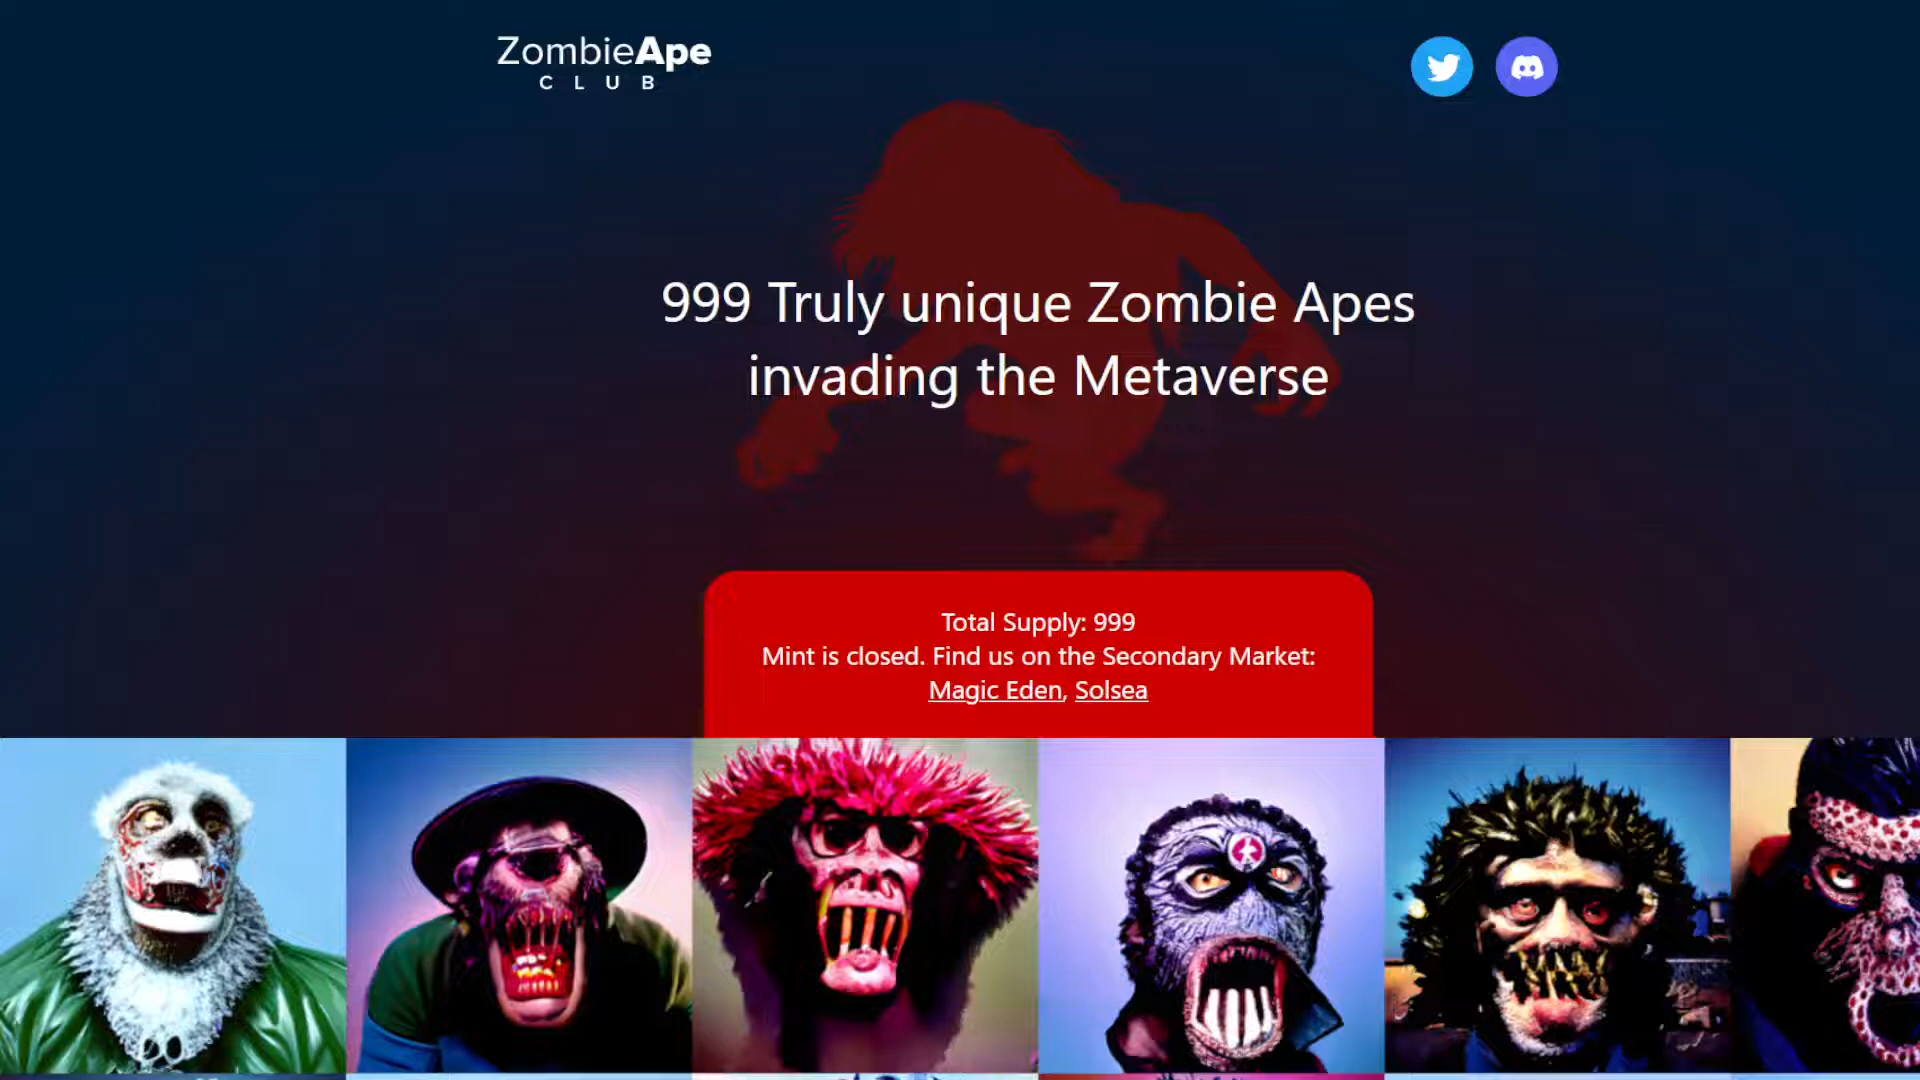 ZombieApe
CLUB
999 Truly unique Zombie Apes
invading the Metaverse
Total Supply: 999
Mint is closed. Find us on the Secondary Market:
Magic Eden, Solsea